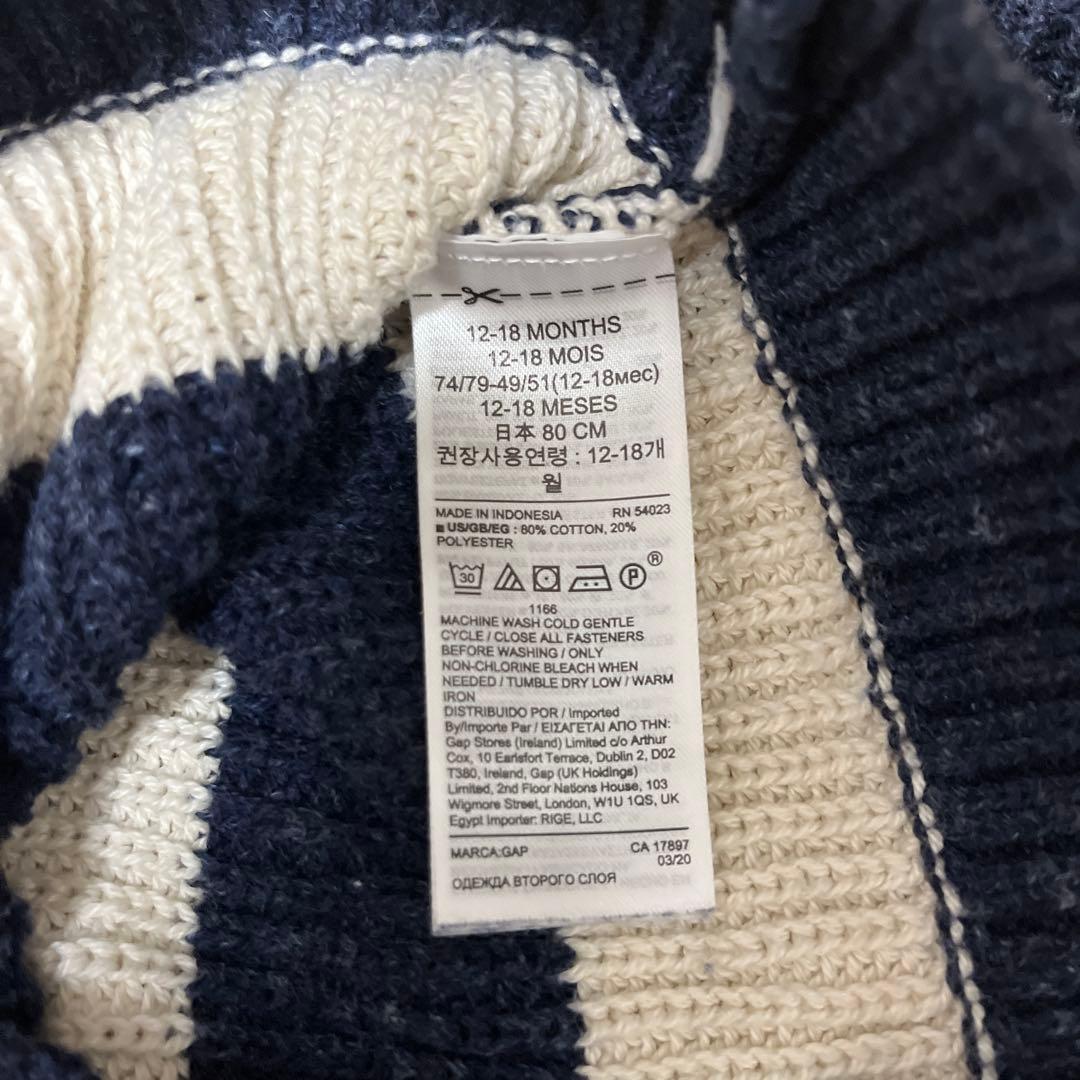 12-18 MONTHS
12-18 MOIS
74/79-49/51(12-18мес)
12-18 MESES
日本 80 CM
권장사용연령 : 12-18개
월
MADE IN INDONESIA RN 54023
■ US/GB/EG : 80% COTTON, 20%
POLYESTER
30 P ®
1166
MACHINE WASH COLD GENTLE
CYCLE / CLOSE ALL FASTENERS
BEFORE WASHING / ONLY
NON-CHLORINE BLEACH WHEN
NEEDED / TUMBLE DRY LOW / WARM
IRON
DISTRIBUIDO POR / Imported
By/Importe Par / ΕΙΣΑΓΕΤΑΙ ΑΠΟ ΤΗΝ:
Gap Stores (Ireland) Limited c/o Arthur
Cox, 10 Earlsfort Terrace, Dublin 2, D02
T380, Ireland, Gap (UK Holdings)
Limited, 2nd Floor Nations House, 103
Wigmore Street, London, W1U 1QS, UK
Egypt Importer: RIGE, LLC
MARCA:GAP CA 17897
03/20
ОДЕЖДА ВТОРОГО СЛОЯ